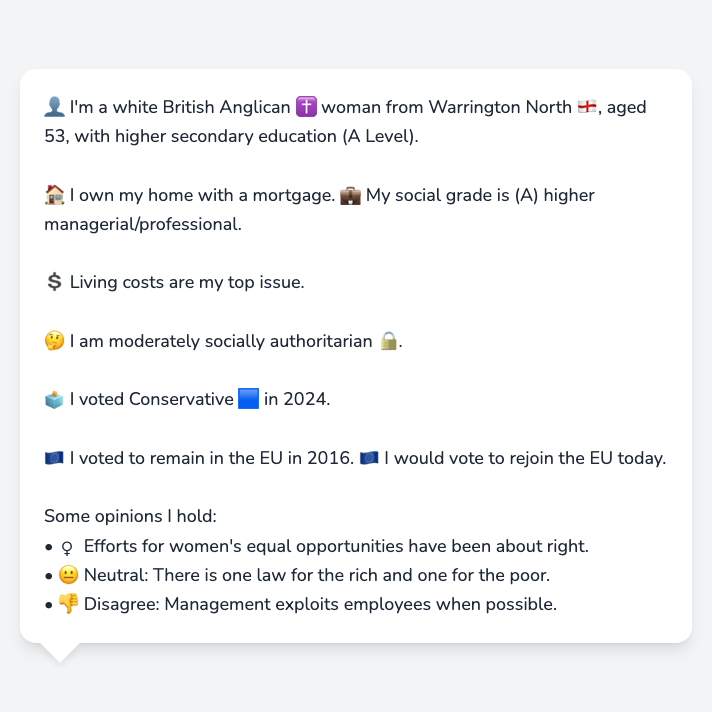 👤 I'm a white British Anglican ✝️ woman from Warrington North 🏴󠁧󠁢󠁥󠁮󠁧󠁿, aged
53, with higher secondary education (A Level).
🏠 I own my home with a mortgage. 💼 My social grade is (A) higher
managerial/professional.
💲 Living costs are my top issue.
🤔 I am moderately socially authoritarian 🔒.
🗳️ I voted Conservative 🟦 in 2024.
🇪🇺 I voted to remain in the EU in 2016. 🇪🇺 I would vote to rejoin the EU today.
Some opinions I hold:
• ♀ Efforts for women's equal opportunities have been about right.
• 😐 Neutral: There is one law for the rich and one for the poor.
• 👎 Disagree: Management exploits employees when possible.